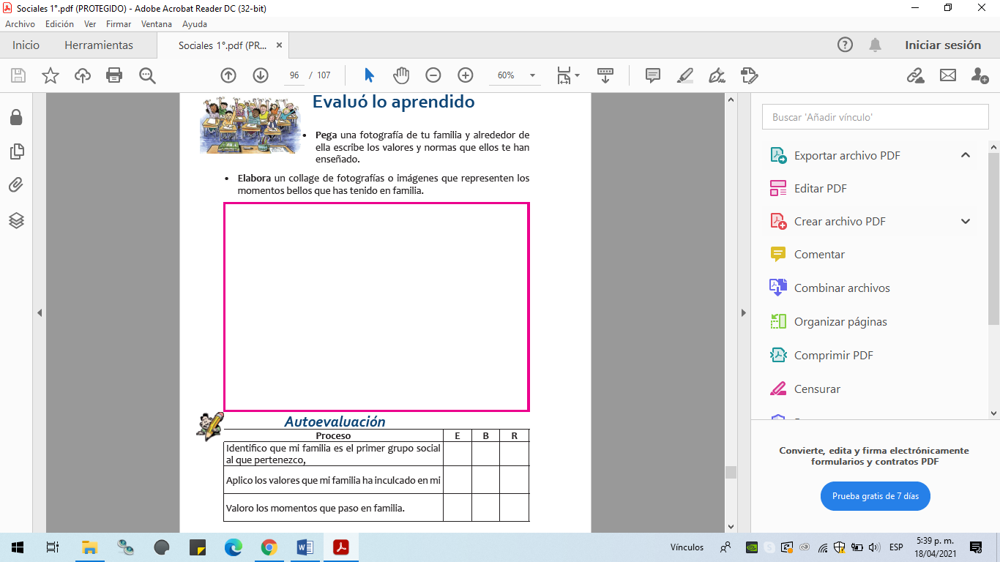 Sociales 1°.pdf (PROTEGIDO) - Adobe Acrobat Reader DC (32-bit)
Archivo Edición Ver Firmar Ventana Ayuda
Inicio Herramientas Sociales 1°.pdf (PR... × Iniciar sesión
96 / 107 60%
Evaluó lo aprendido
• Pega una fotografía de tu familia y alrededor de
ella escribe los valores y normas que ellos te han
enseñado.
• Elabora un collage de fotografías o imágenes que representen los
momentos bellos que has tenido en familia.
Autoevaluación
Proceso E B R
Identifico que mi familia es el primer grupo social
al que pertenezco,
Aplico los valores que mi familia ha inculcado en mi
Valoro los momentos que paso en familia.
Buscar 'Añadir vínculo'
Exportar archivo PDF
Editar PDF
Crear archivo PDF
Comentar
Combinar archivos
Organizar páginas
Comprimir PDF
Censurar
Convierte, edita y firma electrónicamente
formularios y contratos PDF
Prueba gratis de 7 días
Vínculos ESP 5:39 p. m.
18/04/2021